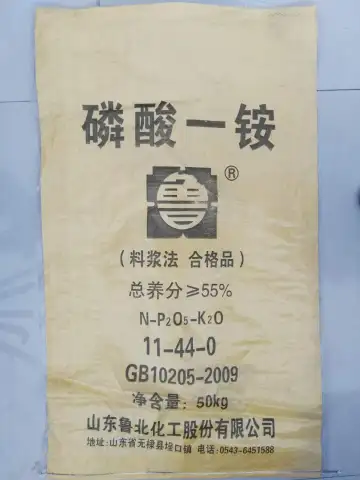 磷酸一铵
鲁
®
(料浆法 合格品)
总养分≥55%
N-P₂O₅-K₂O
11-44-0
GB10205-2009
净含量: 50kg
山东鲁北化工股份有限公司
地址:山东省无棣县埕口镇 电话:0543-6451588